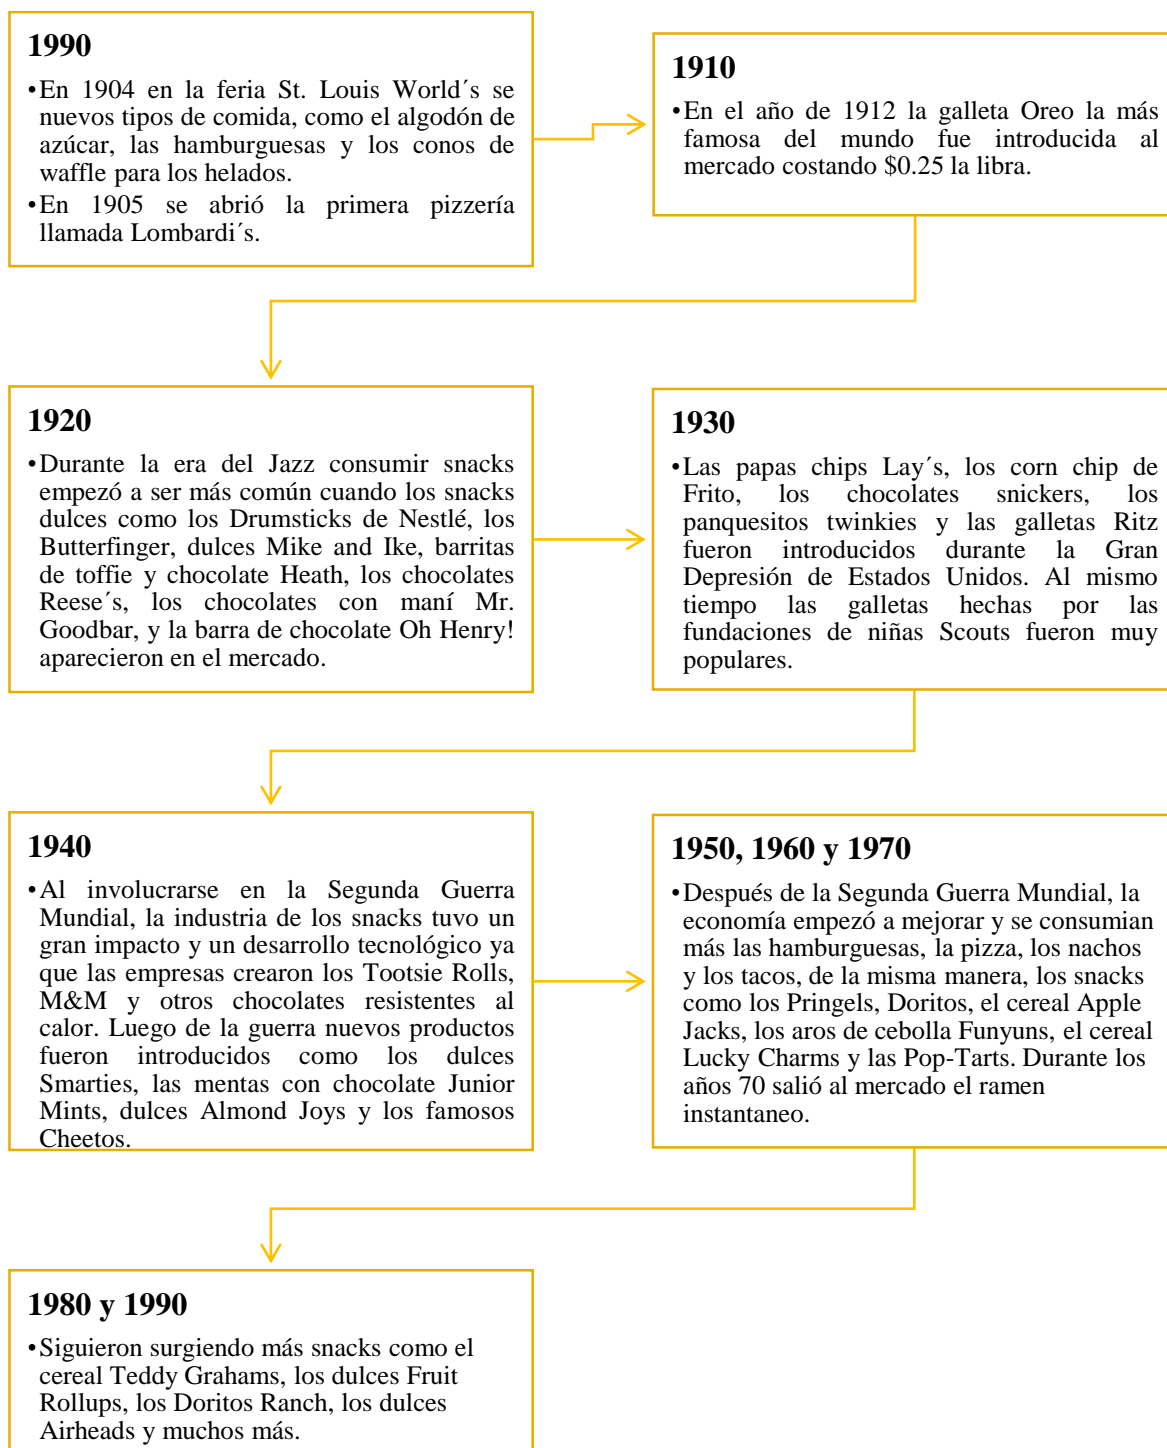 1990
•En 1904 en la feria St. Louis World´s se
nuevos tipos de comida, como el algodón de
azúcar, las hamburguesas y los conos de
waffle para los helados.
•En 1905 se abrió la primera pizzería
llamada Lombardi´s.
1910
•En el año de 1912 la galleta Oreo la más
famosa del mundo fue introducida al
mercado costando $0.25 la libra.
1920
•Durante la era del Jazz consumir snacks
empezó a ser más común cuando los snacks
dulces como los Drumsticks de Nestlé, los
Butterfinger, dulces Mike and Ike, barritas
de toffie y chocolate Heath, los chocolates
Reese´s, los chocolates con maní Mr.
Goodbar, y la barra de chocolate Oh Henry!
aparecieron en el mercado.
1930
•Las papas chips Lay´s, los corn chip de
Frito, los chocolates snickers, los
panquesitos twinkies y las galletas Ritz
fueron introducidos durante la Gran
Depresión de Estados Unidos. Al mismo
tiempo las galletas hechas por las
fundaciones de niñas Scouts fueron muy
populares.
1940
•Al involucrarse en la Segunda Guerra
Mundial, la industria de los snacks tuvo un
gran impacto y un desarrollo tecnológico ya
que las empresas crearon los Tootsie Rolls,
M&M y otros chocolates resistentes al
calor. Luego de la guerra nuevos productos
fueron introducidos como los dulces
Smarties, las mentas con chocolate Junior
Mints, dulces Almond Joys y los famosos
Cheetos.
1950, 1960 y 1970
•Después de la Segunda Guerra Mundial, la
economía empezó a mejorar y se consumian
más las hamburguesas, la pizza, los nachos
y los tacos, de la misma manera, los snacks
como los Pringels, Doritos, el cereal Apple
Jacks, los aros de cebolla Funyuns, el cereal
Lucky Charms y las Pop-Tarts. Durante los
años 70 salió al mercado el ramen
instantaneo.
1980 y 1990
•Siguieron surgiendo más snacks como el
cereal Teddy Grahams, los dulces Fruit
Rollups, los Doritos Ranch, los dulces
Airheads y muchos más.